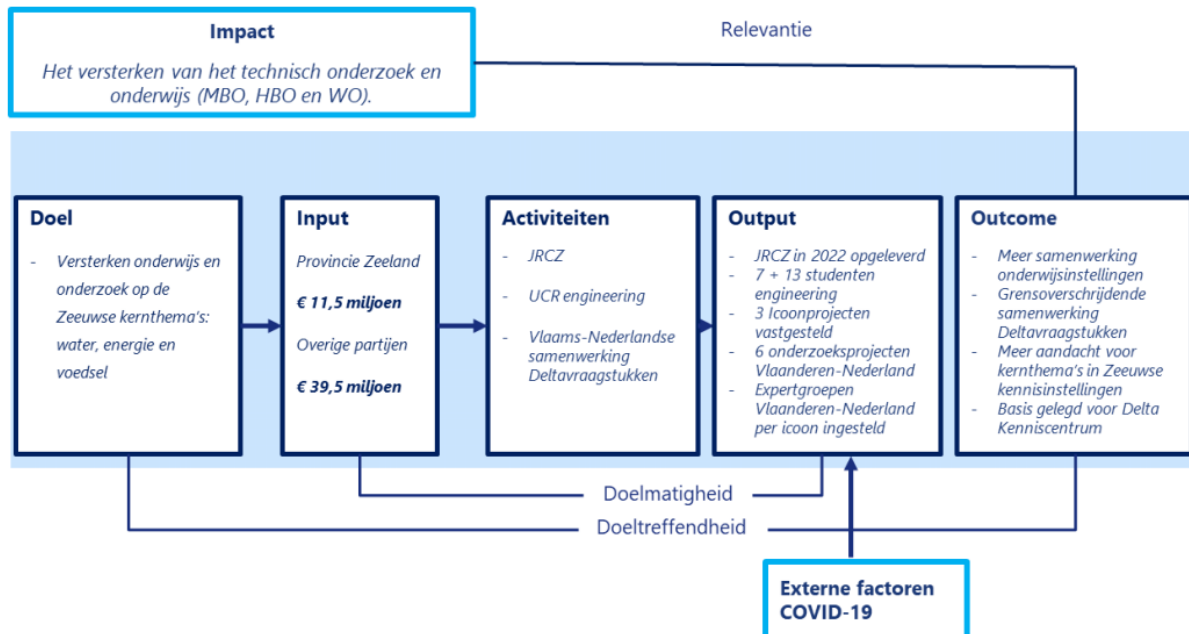 Impact
Het versterken van het technisch onderzoek en
onderwijs (MBO, HBO en WO).
Relevantie
Doel
- Versterken onderwijs en
onderzoek op de
Zeeuwse kernthema's:
water, energie en
voedsel
Input
Provincie Zeeland
€ 11,5 miljoen
Overige partijen
€ 39,5 miljoen
Activiteiten
- JRCZ
- UCR engineering
- Vlaams-Nederlandse
samenwerking
Deltavraagstukken
Output
- JRCZ in 2022 opgeleverd
- 7 + 13 studenten
engineering
- 3 Icoonprojecten
vastgesteld
- 6 onderzoeksprojecten
Vlaanderen-Nederland
- Expertgroepen
Vlaanderen-Nederland
per icoon ingesteld
Outcome
- Meer samenwerking
onderwijsinstellingen
- Grensoverschrijdende
samenwerking
Deltavraagstukken
- Meer aandacht voor
kernthema's in Zeeuwse
kennisinstellingen
- Basis gelegd voor Delta
Kenniscentrum
Doelmatigheid
Doeltreffendheid
Externe factoren
COVID-19